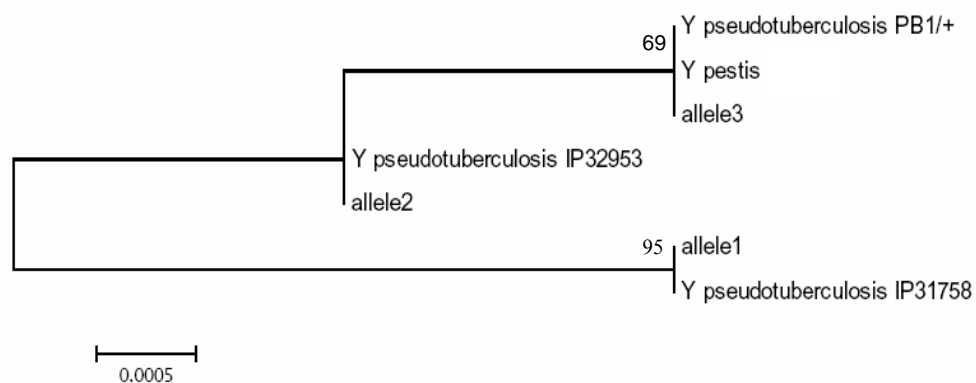 Y pseudotuberculosis PB1/+
69
Y pestis
allele3
Y pseudotuberculosis IP32953
allele2
95 allele1
Y pseudotuberculosis IP31758
0.0005